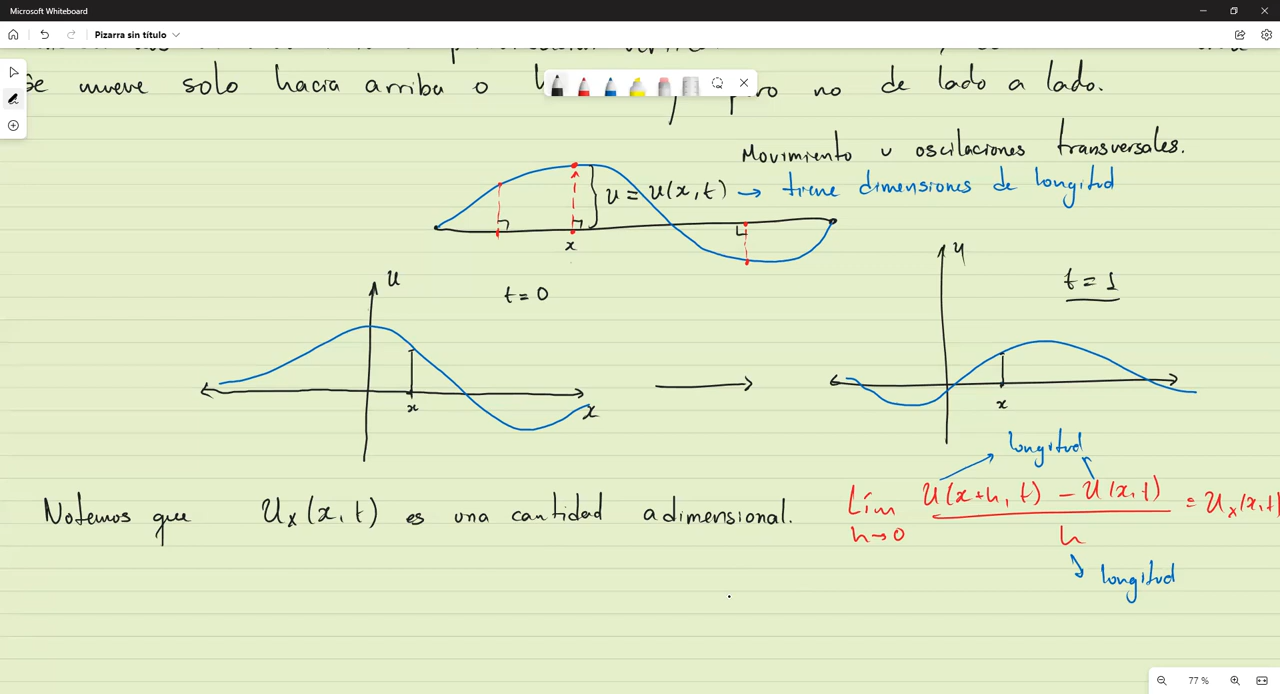 Microsoft Whiteboard
Pizarra sin título
se mueve solo hacia arriba o pero no de lado a lado.
Movimiento u oscilaciones transversales.
u = u(x,t) → tiene dimensiones de longitud
x
u
t = 0
x
x
u
t = 1
x
longitud
Notemos que Ux(x,t) es una cantidad adimensional.
Lím h→0 U(x+h, t) - U(x,t) / h = Ux(x,t)
longitud
77 %